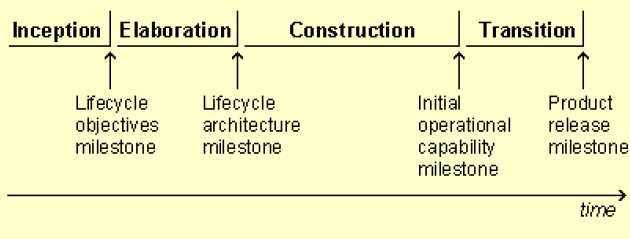 Inception Elaboration Construction Transition
Lifecycle
objectives
milestone
Lifecycle
architecture
milestone
Initial
operational
capability
milestone
Product
release
milestone
time